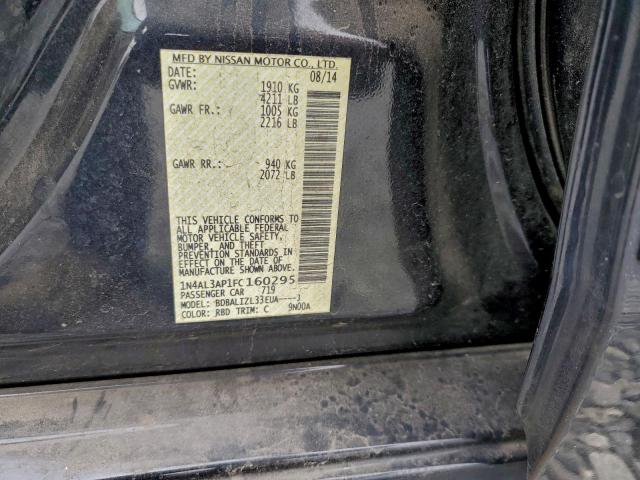 MFD BY NISSAN MOTOR CO., LTD.
DATE: 08/14
GVWR: 1910 KG
4211 LB
GAWR FR.: 1005 KG
2216 LB
GAWR RR.: 940 KG
2072 LB
THIS VEHICLE CONFORMS TO
ALL APPLICABLE FEDERAL
MOTOR VEHICLE SAFETY,
BUMPER, AND THEFT
PREVENTION STANDARDS IN
EFFECT ON THE DATE OF
MANUFACTURE SHOWN ABOVE.
1N4AL3AP1FC160295
PASSENGER CAR 719
MODEL: BDBALIZL33EUA-----J
COLOR: RBD TRIM: C 9N00A